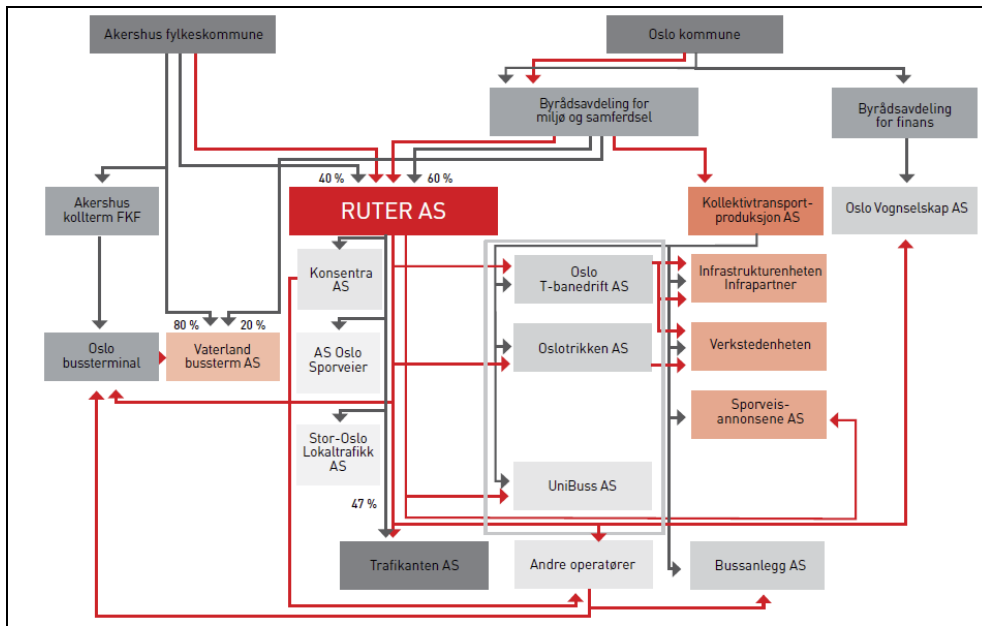 Akershus fylkeskommune
Oslo kommune
Byrådsavdeling for
miljø og samferdsel
Byrådsavdeling
for finans
40 %
60 %
Akershus
kollterm FKF
RUTER AS
Kollektivtransport-
produksjon AS
Oslo Vognselskap AS
Konsentra
AS
Oslo
T-banedrift AS
Infrastrukturenheten
Infrapartner
80 %
20 %
Oslo
bussterminal
Vaterland
bussterm AS
AS Oslo
Sporveier
Oslotrikken AS
Verkstedenheten
Sporveis-
annonsene AS
Stor-Oslo
Lokaltrafikk
AS
UniBuss AS
47 %
Trafikanten AS
Andre operatører
Bussanlegg AS